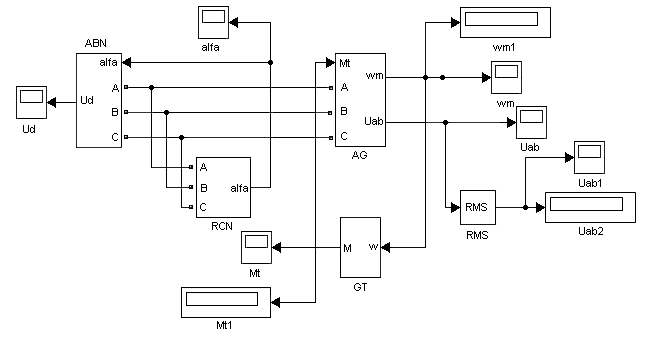 ABN
alfa
A
Ud
B
C
Ud
alfa
A
B
C
alfa
RCN
Mt
wm
A
B
Uab
C
AG
wm1
wm
Uab
Uab1
RMS
RMS
Uab2
M
w
GT
Mt
Mt1